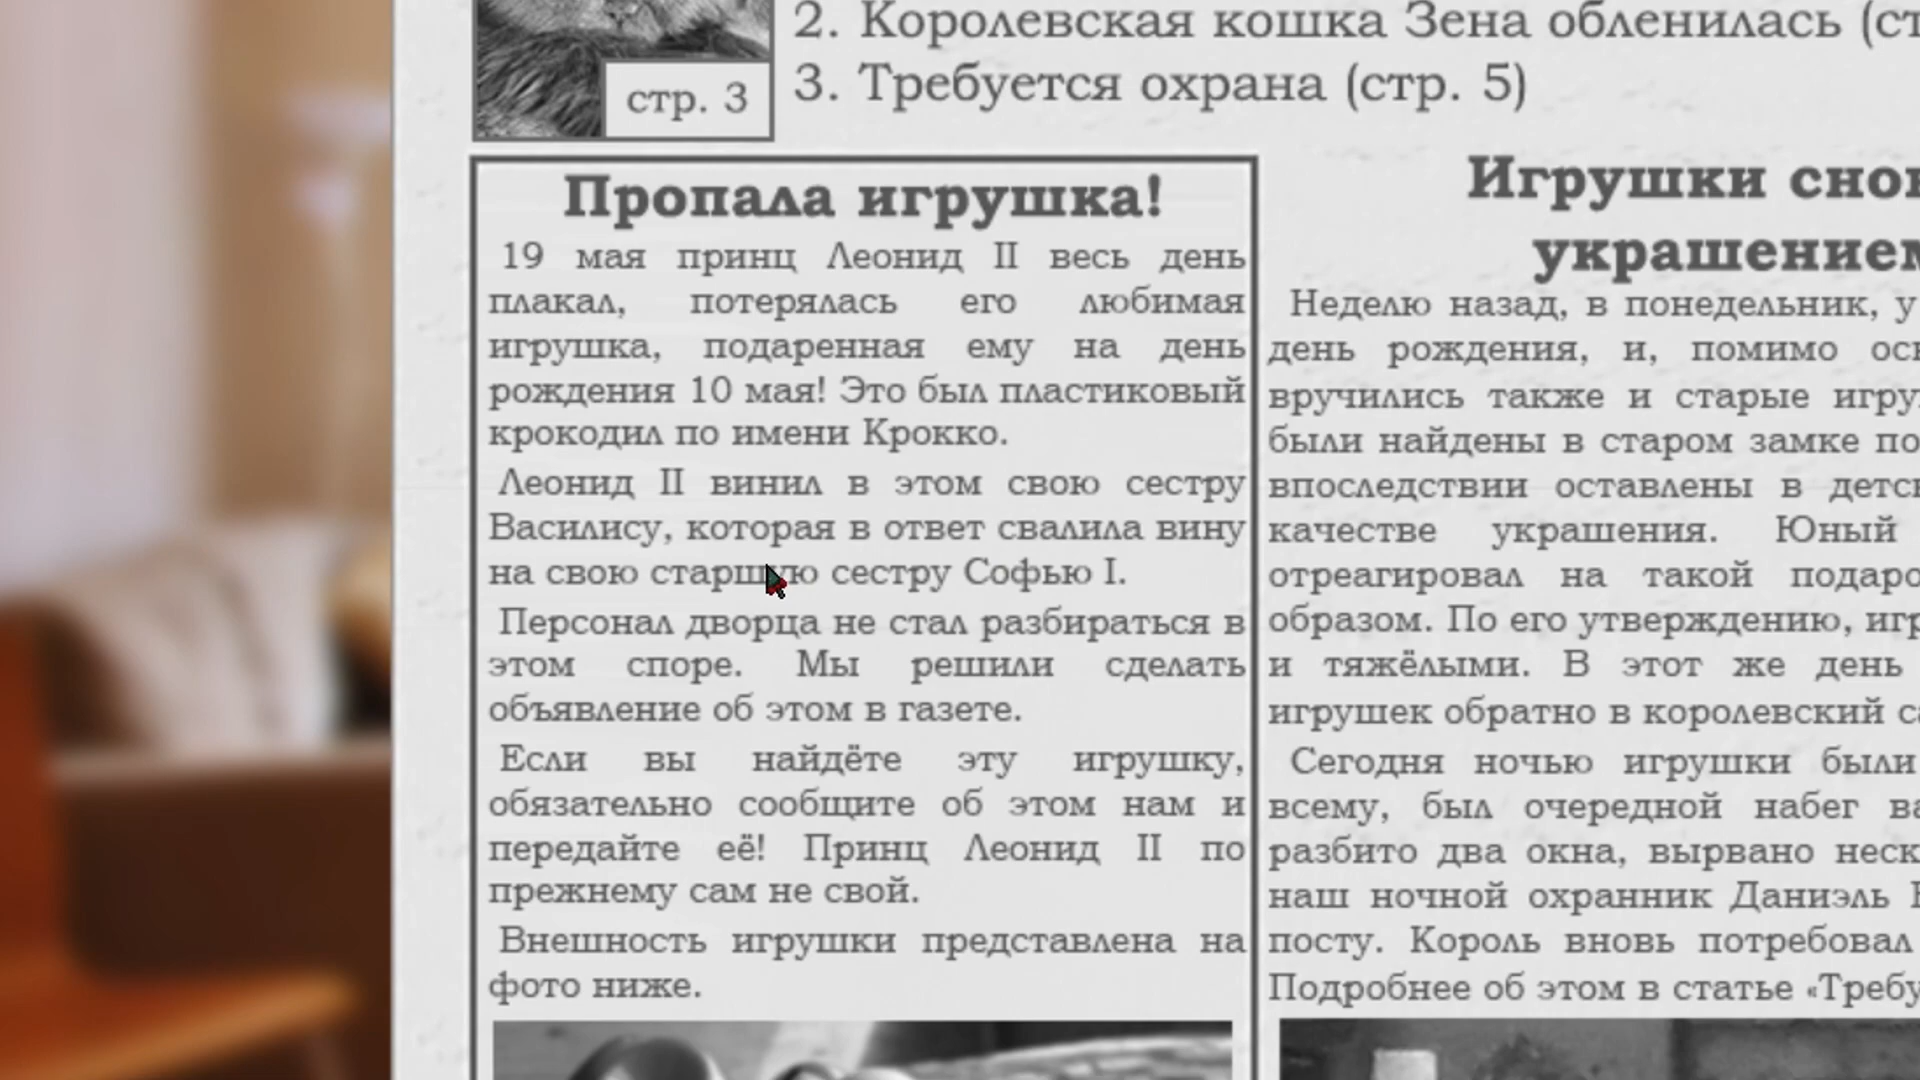 стр. 3
2. Королевская кошка Зена обленилась
3. Требуется охрана (стр. 5)
Пропала игрушка!
19 мая принц Леонид II весь день
плакал, потерялась его любимая
игрушка, подаренная ему на день
рождения 10 мая! Это был пластиковый
крокодил по имени Крокко.
Леонид II винил в этом свою сестру
Василису, которая в ответ свалила вину
на свою старшую сестру Софью I.
Персонал дворца не стал разбираться в
этом споре. Мы решили сделать
объявление об этом в газете.
Если вы найдёте эту игрушку,
обязательно сообщите об этом нам и
передайте её! Принц Леонид II по
прежнему сам не свой.
Внешность игрушки представлена на
фото ниже.
Игрушки
украшением
Неделю назад, в понедельник, у
день рождения, и, помимо
вручились также и старые
были найдены в старом замке
впоследствии оставлены в
качестве украшения. Юный
отреагировал на такой
образом. По его утверждению,
и тяжёлыми. В этот же день
игрушек обратно в королевский
Сегодня ночью игрушки были
всему, был очередной набег
разбито два окна, вырвано
наш ночной охранник Даниэль
посту. Король вновь потребовал
Подробнее об этом в статье